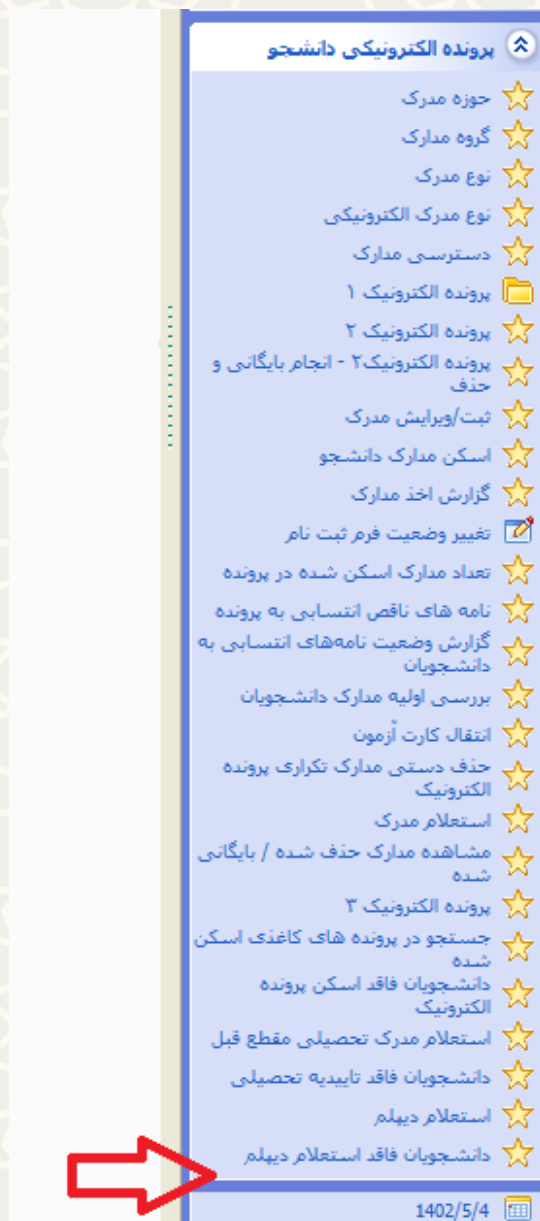 پرونده الکترونیکی دانشجو
حوزه مدرک
گروه مدارک
نوع مدرک
نوع مدرک الکترونیکی
دسترسی مدارک
پرونده الکترونیک ۱
پرونده الکترونیک ۲
پرونده الکترونیک۲ - انجام بایگانی و
حذف
ثبت/ویرایش مدرک
اسکن مدارک دانشجو
گزارش اخذ مدارک
تغییر وضعیت فرم ثبت نام
تعداد مدارک اسکن شده در پرونده
نامه های ناقص انتسابی به پرونده
گزارش وضعیت نامه‌های انتسابی به
دانشجویان
بررسی اولیه مدارک دانشجویان
انتقال کارت آزمون
حذف دستی مدارک تکراری پرونده
الکترونیک
استعلام مدرک
مشاهده مدارک حذف شده / بایگانی
شده
پرونده الکترونیک ۳
جستجو در پرونده های کاغذی اسکن
شده
دانشجویان فاقد اسکن پرونده
الکترونیک
استعلام مدرک تحصیلی مقطع قبل
دانشجویان فاقد تاییدیه تحصیلی
استعلام دیپلم
دانشجویان فاقد استعلام دیپلم
1402/5/4